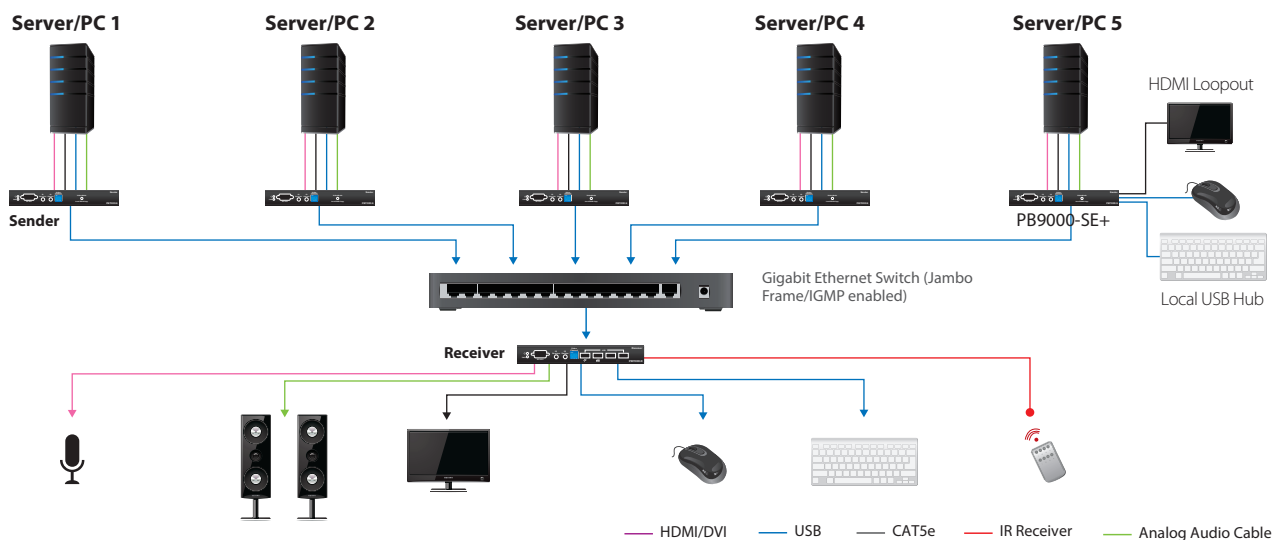 Server/PC 1
Server/PC 2
Server/PC 3
Server/PC 4
Server/PC 5
HDMI Loopout
Sender
PB9000-SE+
Gigabit Ethernet Switch (Jambo
Frame/IGMP enabled)
Local USB Hub
Receiver
HDMI/DVI
USB
CAT5e
IR Receiver
Analog Audio Cable